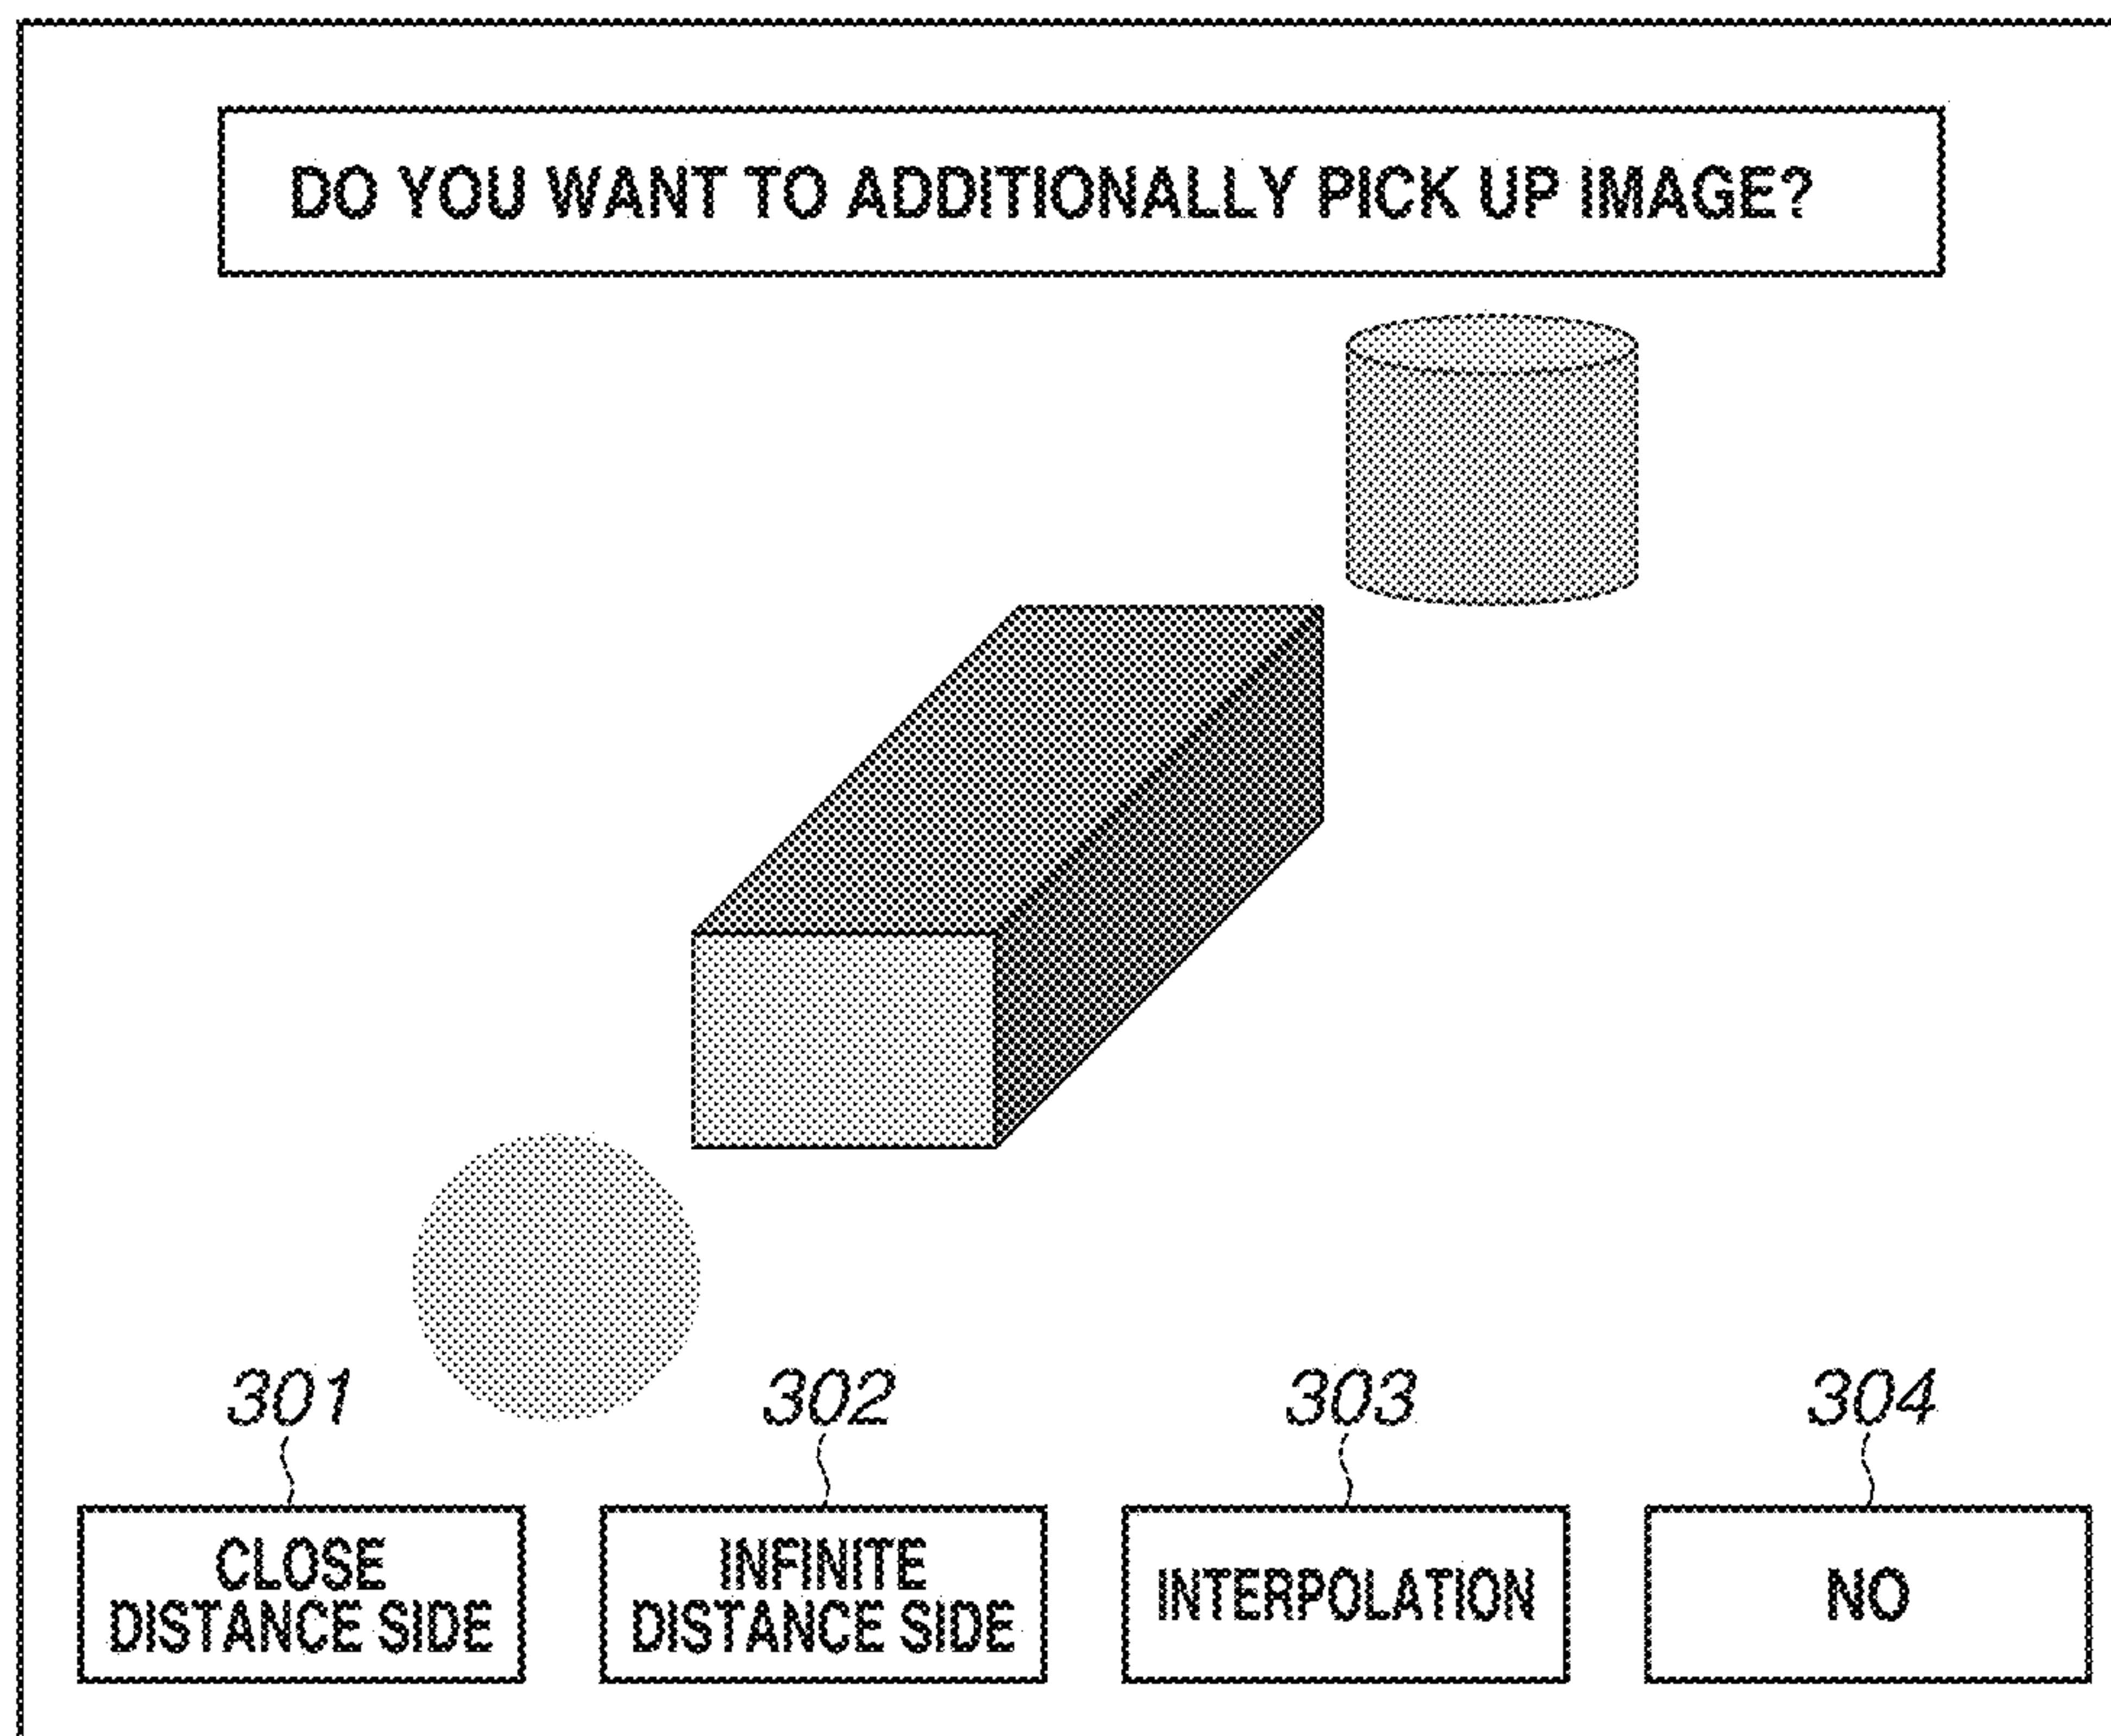 DO YOU WANT TO ADDITIONALLY PICK UP IMAGE?
301
302
303
304
CLOSE
DISTANCE SIDE
INFINITE
DISTANCE SIDE
INTERPOLATION
NO